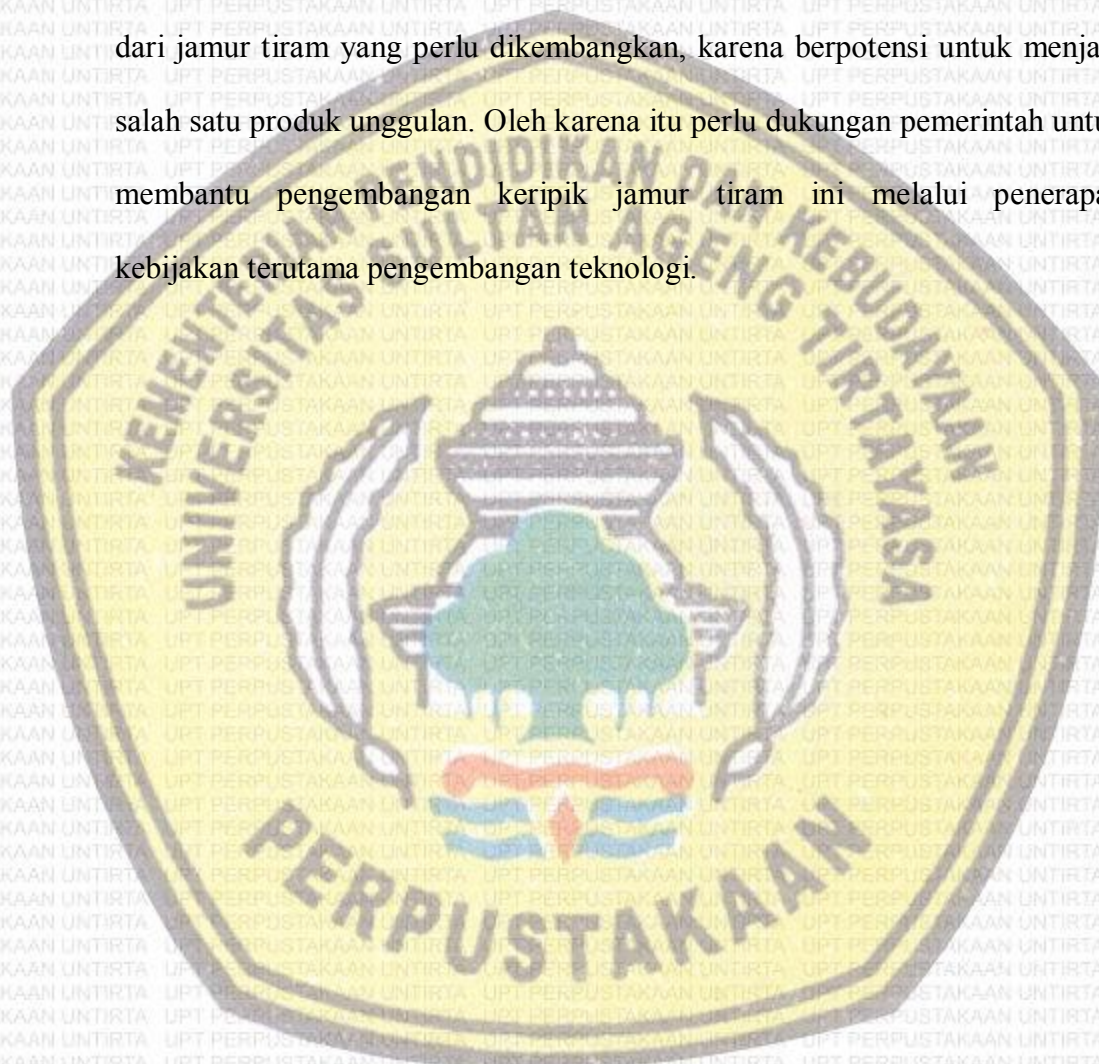 dari jamur tiram yang perlu dikembangkan, karena berpotensi untuk menja
salah satu produk unggulan. Oleh karena itu perlu dukungan pemerintah untu
membantu pengembangan keripik jamur tiram ini melalui penerapa
kebijakan terutama pengembangan teknologi.
KEMENTERIAN PENDIDIKAN DAN KEBUDAYAAN
UNIVERSITAS SULTAN AGENG TIRTAYASA
PERPUSTAKAAN